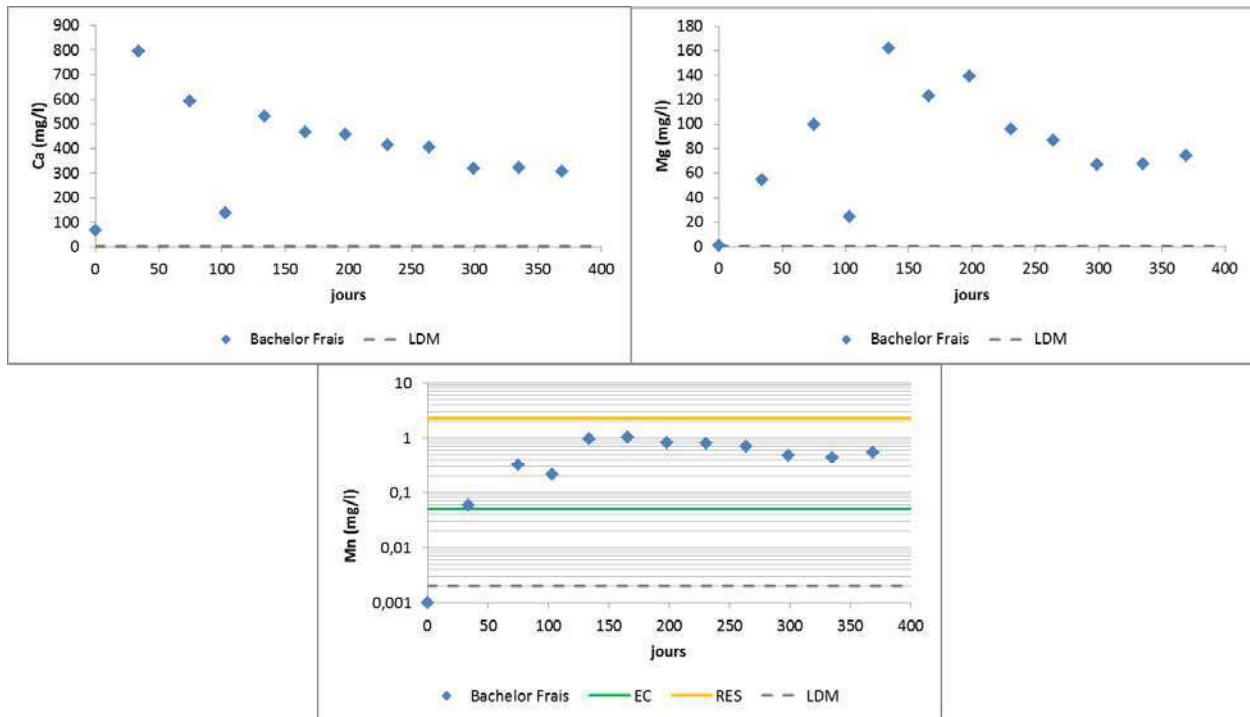 900
800
700
600
500
400
300
200
100
0
Ca (mg/l)
0 50 100 150 200 250 300 350 400
jours
Bachelor Frais LDM
180
160
140
120
100
80
60
40
20
0
Mg (mg/l)
0 50 100 150 200 250 300 350 400
jours
Bachelor Frais LDM
10
1
0,1
0,01
0,001
Mn (mg/l)
0 50 100 150 200 250 300 350 400
jours
Bachelor Frais EC RES LDM